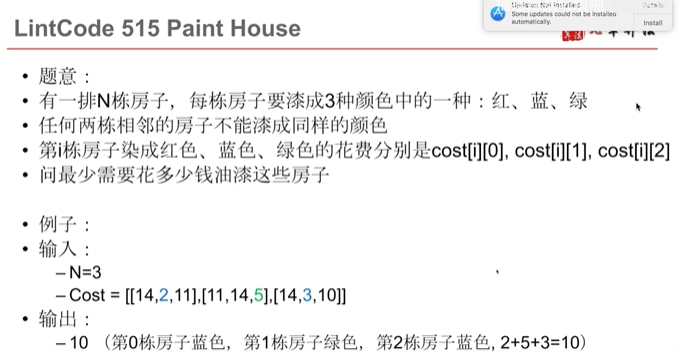 Updates Not Installed
Some updates could not be installed automatically.
Install
LintCode 515 Paint House
• 题意：
• 有一排N栋房子，每栋房子要漆成3种颜色中的一种：红、蓝、绿
• 任何两栋相邻的房子不能漆成同样的颜色
• 第i栋房子染成红色、蓝色、绿色的花费分别是cost[i][0], cost[i][1], cost[i][2]
• 问最少需要花多少钱油漆这些房子
• 例子：
• 输入：
– N=3
– Cost = [[14,2,11],[11,14,5],[14,3,10]]
• 输出：
– 10 （第0栋房子蓝色，第1栋房子绿色，第2栋房子蓝色, 2+5+3=10）